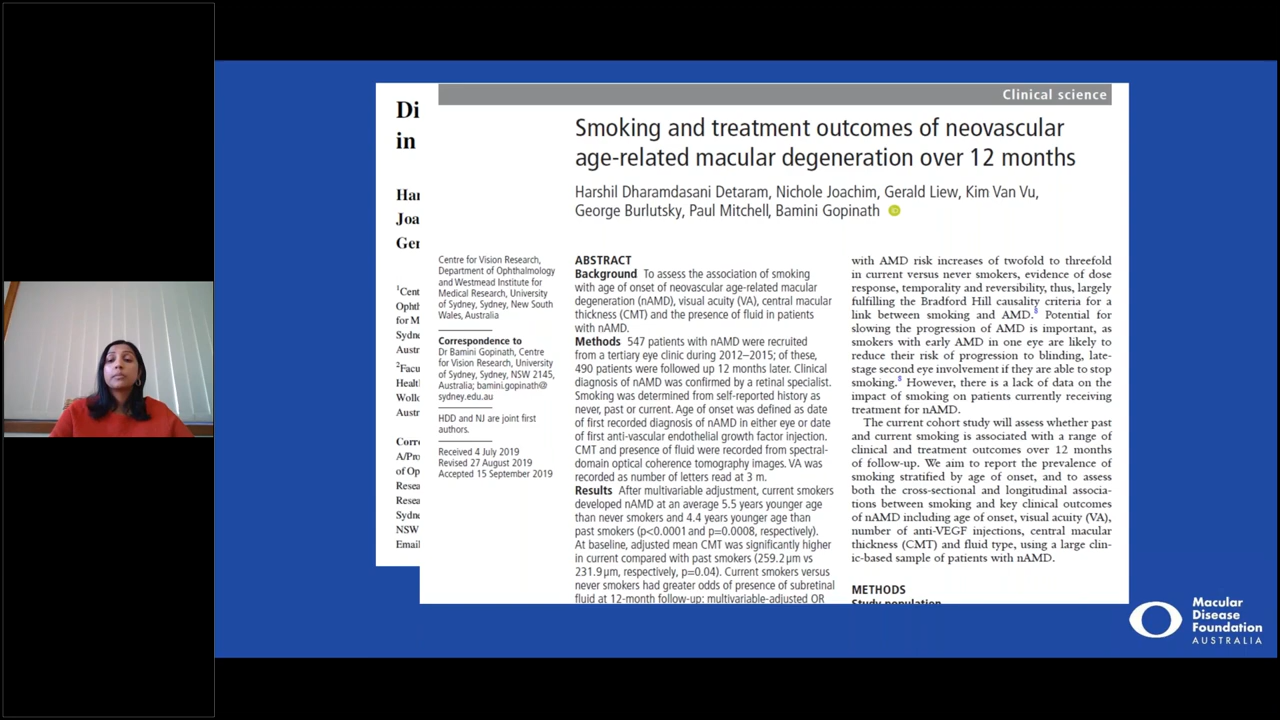 Di
in
Har
Joa
Ger
Ophth
for M
Sydne
Austr
Healt
Wollo
Austr
Corre
A/Pro
of Op
Resea
Resea
Sydne
NSW
Email
Clinical science
Smoking and treatment outcomes of neovascular
age-related macular degeneration over 12 months
Harshil Dharamdasani Detaram, Nichole Joachim, Gerald Liew, Kim Van Vu,
George Burlutsky, Paul Mitchell, Bamini Gopinath
Centre for Vision Research,
Department of Ophthalmology
and Westmead Institute for
Medical Research, University
of Sydney, Sydney, New South
Wales, Australia
Correspondence to
Dr Bamini Gopinath, Centre
for Vision Research, University
of Sydney, Sydney, NSW 2145,
Australia; bamini.gopinath@
sydney.edu.au
HDD and NJ are joint first
authors.
Received 4 July 2019
Revised 27 August 2019
Accepted 15 September 2019
ABSTRACT
Background To assess the association of smoking
with age of onset of neovascular age-related macular
degeneration (nAMD), visual acuity (VA), central macular
thickness (CMT) and the presence of fluid in patients
with nAMD.
Methods 547 patients with nAMD were recruited
from a tertiary eye clinic during 2012–2015; of these,
490 patients were followed up 12 months later. Clinical
diagnosis of nAMD was confirmed by a retinal specialist.
Smoking was determined from self-reported history as
never, past or current. Age of onset was defined as date
of first recorded diagnosis of nAMD in either eye or date
of first anti-vascular endothelial growth factor injection.
CMT and presence of fluid were recorded from spectral-
domain optical coherence tomography images. VA was
recorded as number of letters read at 3 m.
Results After multivariable adjustment, current smokers
developed nAMD at an average 5.5 years younger age
than never smokers and 4.4 years younger age than
past smokers (p<0.0001 and p=0.0008, respectively).
At baseline, adjusted mean CMT was significantly higher
in current compared with past smokers (259.2 µm vs
231.9 µm, respectively, p=0.04). Current smokers versus
never smokers had greater odds of presence of subretinal
fluid at 12-month follow-up: multivariable-adjusted OR
with AMD risk increases of twofold to threefold
in current versus never smokers, evidence of dose
response, temporality and reversibility, thus, largely
fulfilling the Bradford Hill causality criteria for a
link between smoking and AMD.8 Potential for
slowing the progression of AMD is important, as
smokers with early AMD in one eye are likely to
reduce their risk of progression to blinding, late-
stage second eye involvement if they are able to stop
smoking.8 However, there is a lack of data on the
impact of smoking on patients currently receiving
treatment for nAMD.
The current cohort study will assess whether past
and current smoking is associated with a range of
clinical and treatment outcomes over 12 months
of follow-up. We aim to report the prevalence of
smoking stratified by age of onset, and to assess
both the cross-sectional and longitudinal associa-
tions between smoking and key clinical outcomes
of nAMD including age of onset, visual acuity (VA),
number of anti-VEGF injections, central macular
thickness (CMT) and fluid type, using a large clin-
ic-based sample of patients with nAMD.
METHODS
Study population
Macular
Disease
Foundation
AUSTRALIA